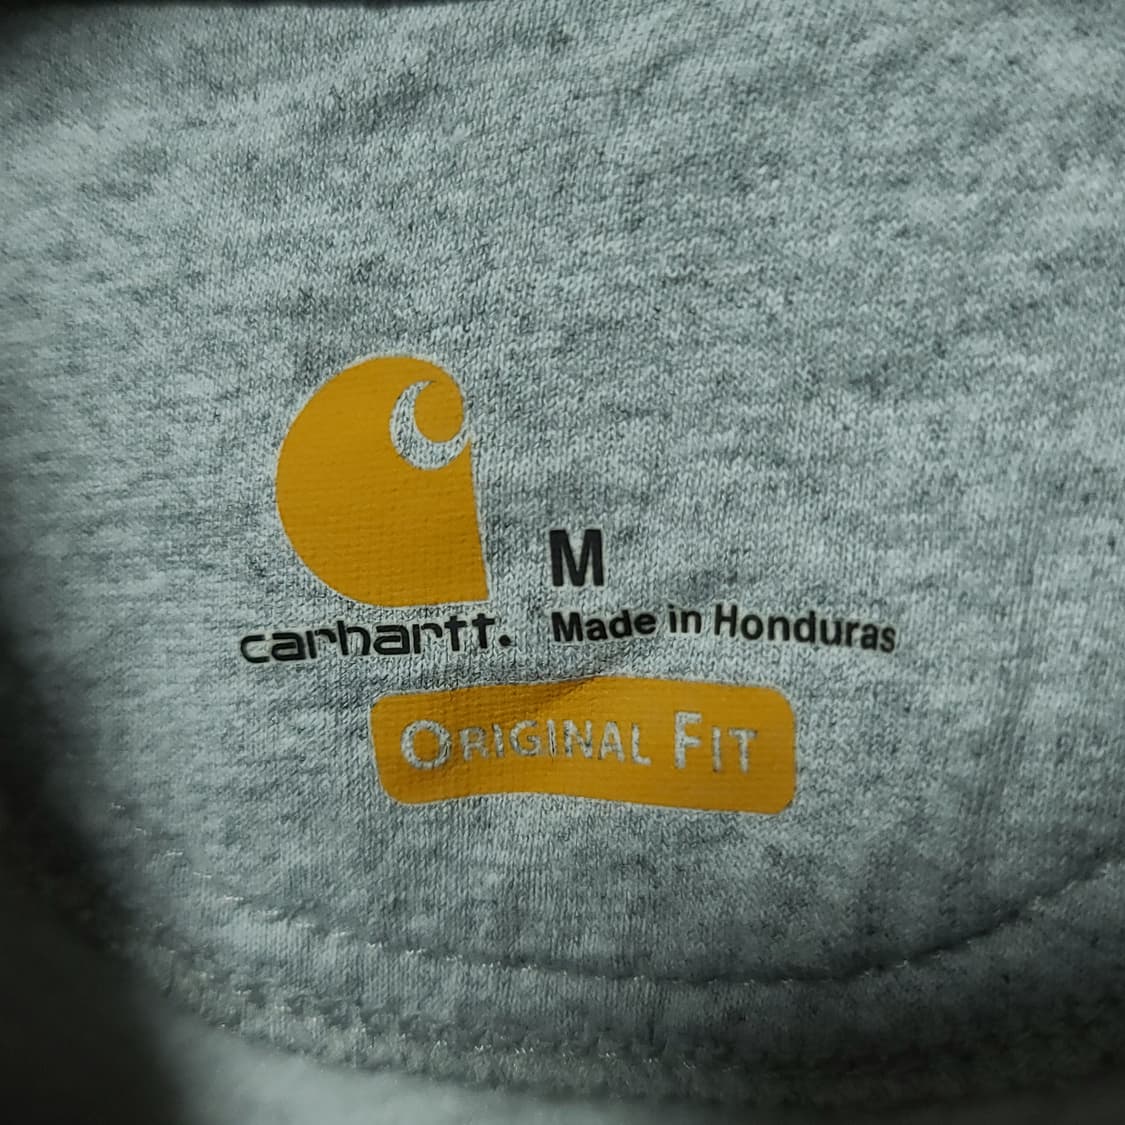 M
carhartt. Made in Honduras
ORIGINAL FIT